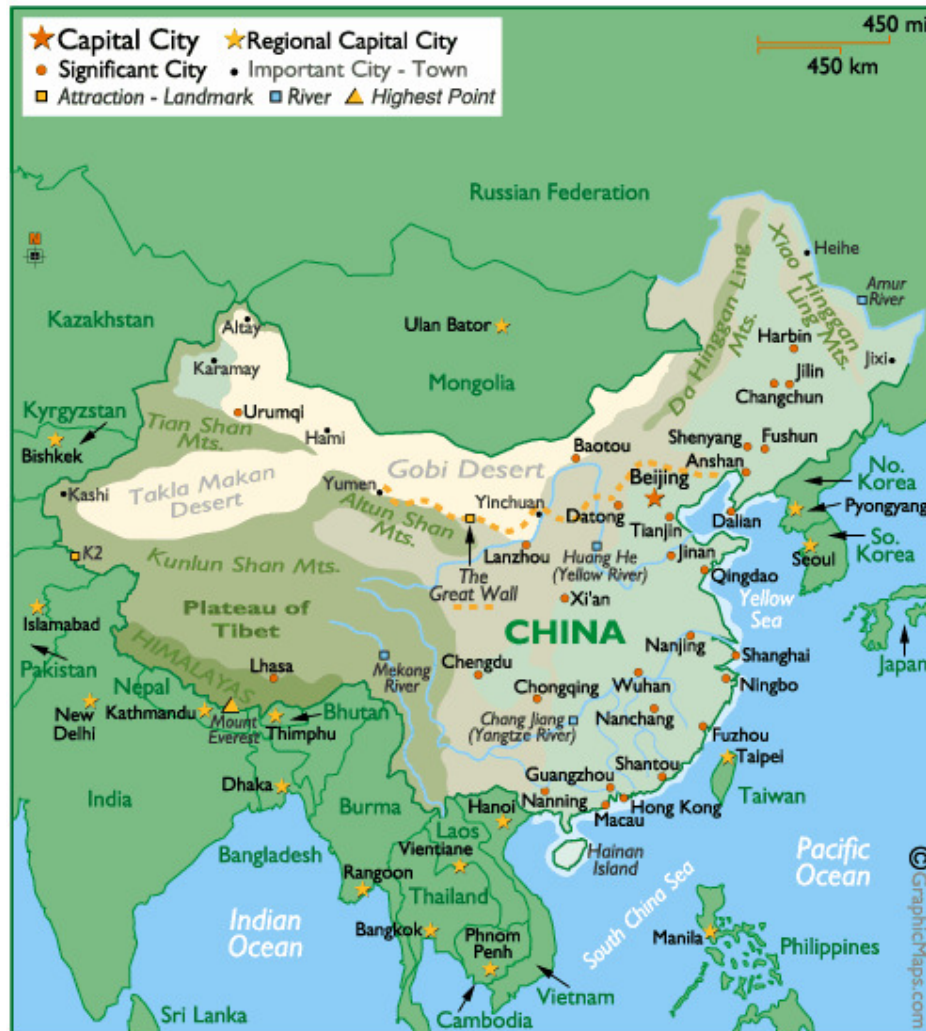 Capital City
Regional Capital City
Significant City
Important City - Town
Attraction - Landmark
River
Highest Point
450 mi
450 km
Russian Federation
N
Heihe
Amur
River
Xiao Hinggan
Ling Mts.
Da Hinggan Ling
Mts.
Kazakhstan
Altay
Ulan Bator
Harbin
Karamay
Jilin
Jixi
Mongolia
Changchun
Kyrgyzstan
Urumqi
Tian Shan
Mts.
Hami
Baotou
Shenyang
Fushun
Bishkek
Gobi Desert
Anshan
No.
Korea
Beijing
Kashi
Takla Makan
Desert
Yumen
Yinchuan
Pyongyang
Altun Shan
Mts.
Datong
Tianjin
Dalian
So.
Korea
K2
Lanzhou
Huang He
(Yellow River)
Jinan
Seoul
Kunlun Shan Mts.
The
Great Wall
Qingdao
Xi'an
Yellow
Sea
Islamabad
Plateau of
Tibet
CHINA
Pakistan
HIMALAYAS
Nanjing
Japan
Lhasa
Mekong
River
Chengdu
Shanghai
Nepal
Wuhan
Ningbo
Chongqing
New
Delhi
Kathmandu
Bhutan
Mount
Everest
Thimphu
Chang Jiang
(Yangtze River)
Nanchang
Fuzhou
Shantou
Taipei
Dhaka
Guangzhou
India
Burma
Hanoi
Nanning
Hong Kong
Taiwan
Macau
Laos
Bangladesh
Vientiane
Hainan
Island
Pacific
Ocean
Rangoon
Thailand
South China Sea
Indian
Ocean
Bangkok
Phnom
Penh
Manila
Philippines
Vietnam
Sri Lanka
Cambodia
© GraphicMaps.com